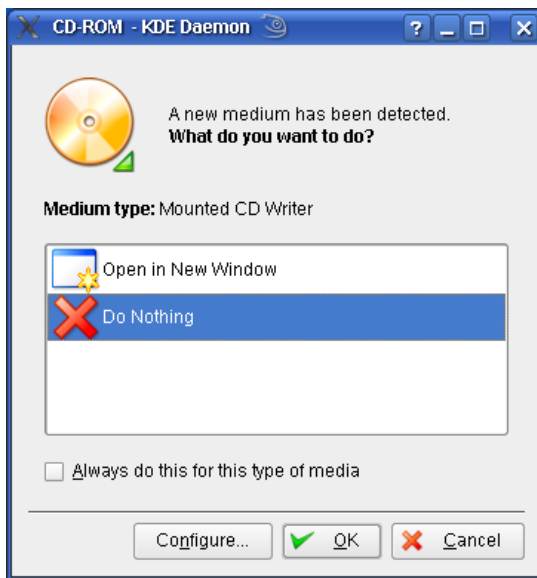 CD-ROM - KDE Daemon
A new medium has been detected.
What do you want to do?
Medium type: Mounted CD Writer
Open in New Window
Do Nothing
Always do this for this type of media
Configure... OK Cancel